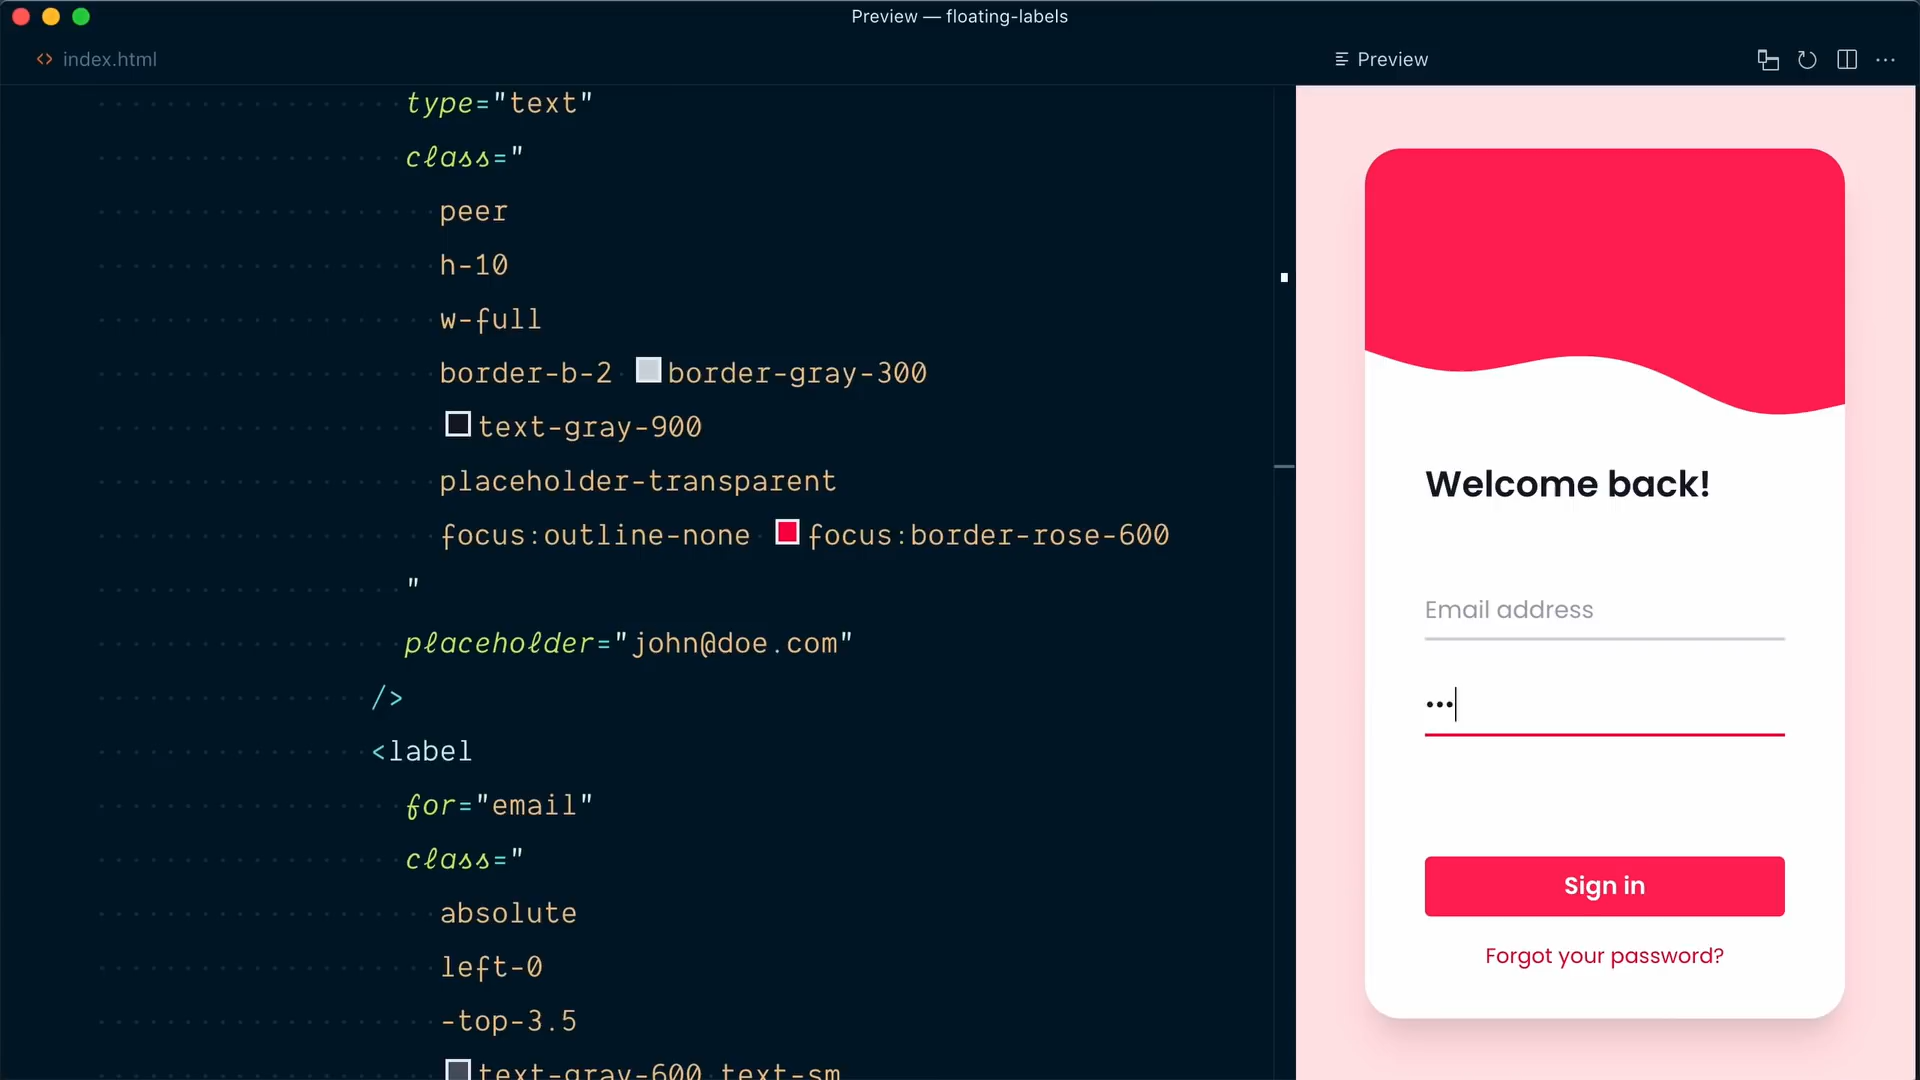 Preview — floating-labels
index.html
Preview
type="text"
class="
peer
h-10
w-full
border-b-2 border-gray-300
text-gray-900
placeholder-transparent
focus:outline-none focus:border-rose-600
"
placeholder="john@doe.com"
/>
<label
for="email"
class="
absolute
left-0
-top-3.5
text-gray-600 text-sm
Welcome back!
Email address
•••
Sign in
Forgot your password?